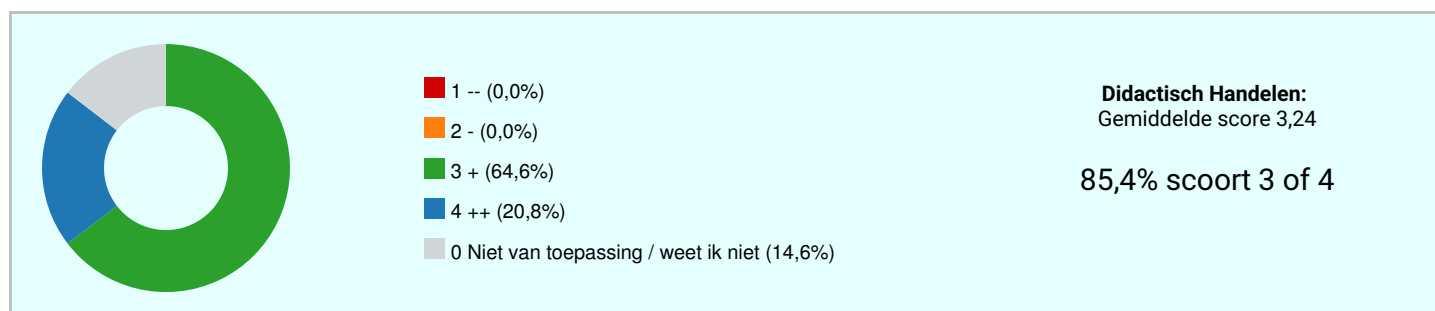 1 -- (0,0%)
2 - (0,0%)
3 + (64,6%)
4 ++ (20,8%)
0 Niet van toepassing / weet ik niet (14,6%)
Didactisch Handelen:
Gemiddelde score 3,24
85,4% scoort 3 of 4